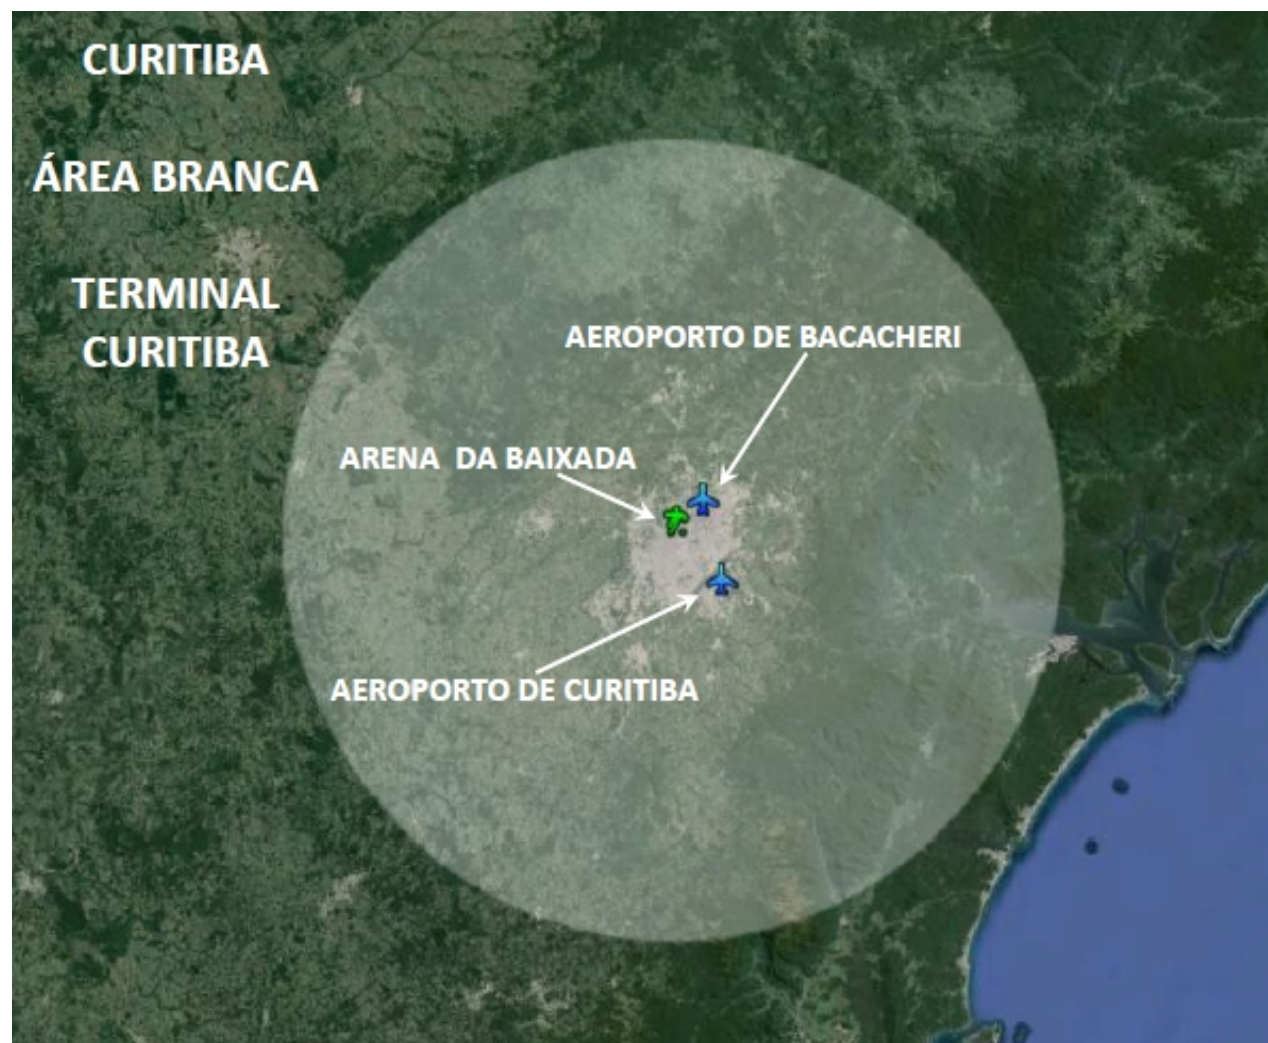 CURITIBA
ÁREA BRANCA
TERMINAL
CURITIBA
AEROPORTO DE BACACHERI
ARENA DA BAIXADA
AEROPORTO DE CURITIBA